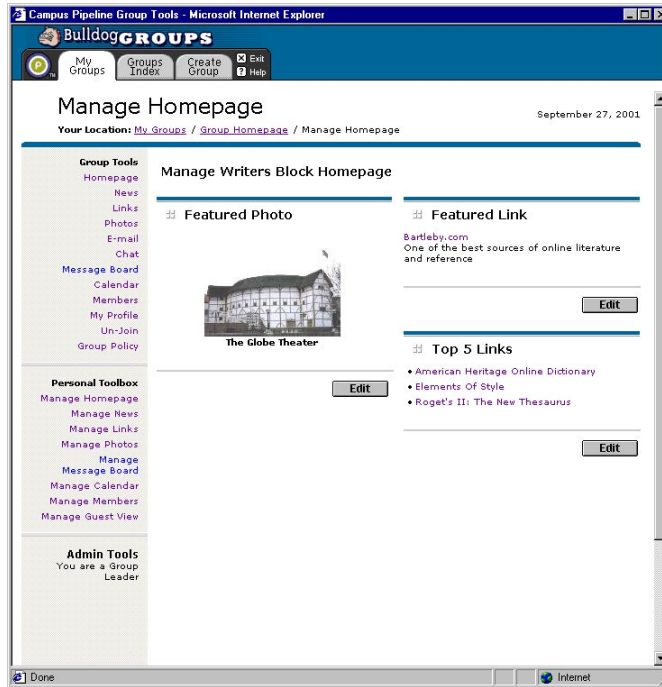 Campus Pipeline Group Tools - Microsoft Internet Explorer
Bulldog GROUPS
My Groups
Groups Index
Create Group
Exit
Help
Manage Homepage
September 27, 2001
Your Location: My Groups / Group Homepage / Manage Homepage
Group Tools
Homepage
News
Links
Photos
E-mail
Chat
Message Board
Calendar
Members
My Profile
Un-Join
Group Policy
Personal Toolbox
Manage Homepage
Manage News
Manage Links
Manage Photos
Manage
Message Board
Manage Calendar
Manage Members
Manage Guest View
Admin Tools
You are a Group
Leader
Manage Writers Block Homepage
Featured Photo
The Globe Theater
Edit
Featured Link
Bartleby.com
One of the best sources of online literature
and reference
Edit
Top 5 Links
• American Heritage Online Dictionary
• Elements Of Style
• Roget's II: The New Thesaurus
Edit
Done
Internet